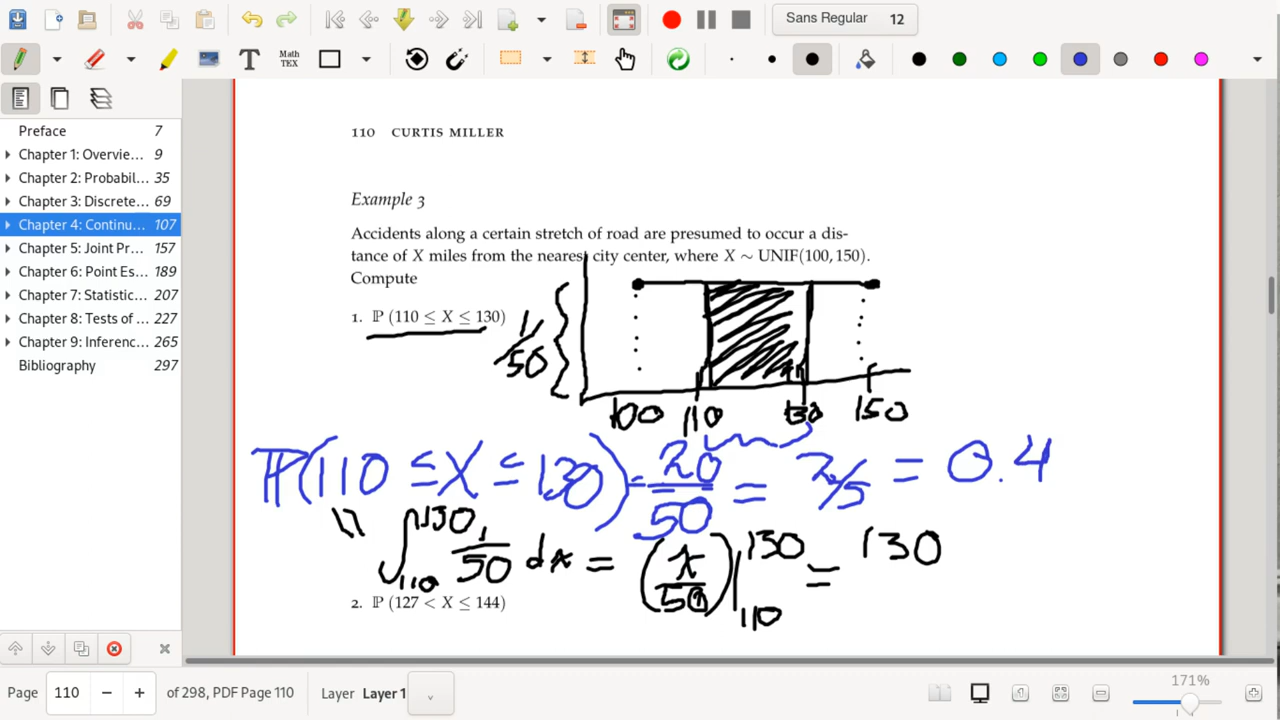 Sans Regular 12
Math TEX
Preface 7
Chapter 1: Overvie... 9
Chapter 2: Probabil... 35
Chapter 3: Discrete... 69
Chapter 4: Continu... 107
Chapter 5: Joint Pr... 157
Chapter 6: Point Es... 189
Chapter 7: Statistic... 207
Chapter 8: Tests of ... 227
Chapter 9: Inferenc... 265
Bibliography 297
110 CURTIS MILLER
Example 3
Accidents along a certain stretch of road are presumed to occur a dis-
tance of X miles from the nearest city center, where X ∼ UNIF(100, 150).
Compute
1. ℙ (110 ≤ X ≤ 130)
1/50
100 110 130 150
ℙ(110 ≤ X ≤ 130) = 20/50 = 2/5 = 0.4
∫₁₁₀¹³⁰ 1/50 dx = (x/50)|₁₁₀¹³⁰ = 130
2. ℙ (127 < X ≤ 144)
Page 110 of 298, PDF Page 110 Layer Layer 1 171%